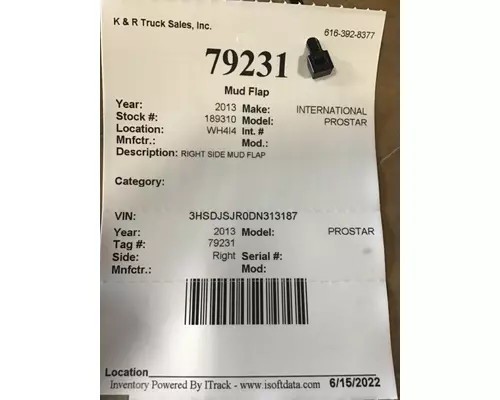 K & R Truck Sales, Inc.
616-392-8377
79231
Mud Flap
Year: 2013 Make: INTERNATIONAL
Stock #: 189310 Model: PROSTAR
Location: WH4I4 Int. #
Mnfctr.: Mod.:
Description: RIGHT SIDE MUD FLAP
Category:
VIN: 3HSDJSJR0DN313187
Year: 2013 Model: PROSTAR
Tag #: 79231
Side: Right Serial #:
Mnfctr.: Mod:
Location
Inventory Powered By ITrack - www.isoftdata.com 6/15/2022